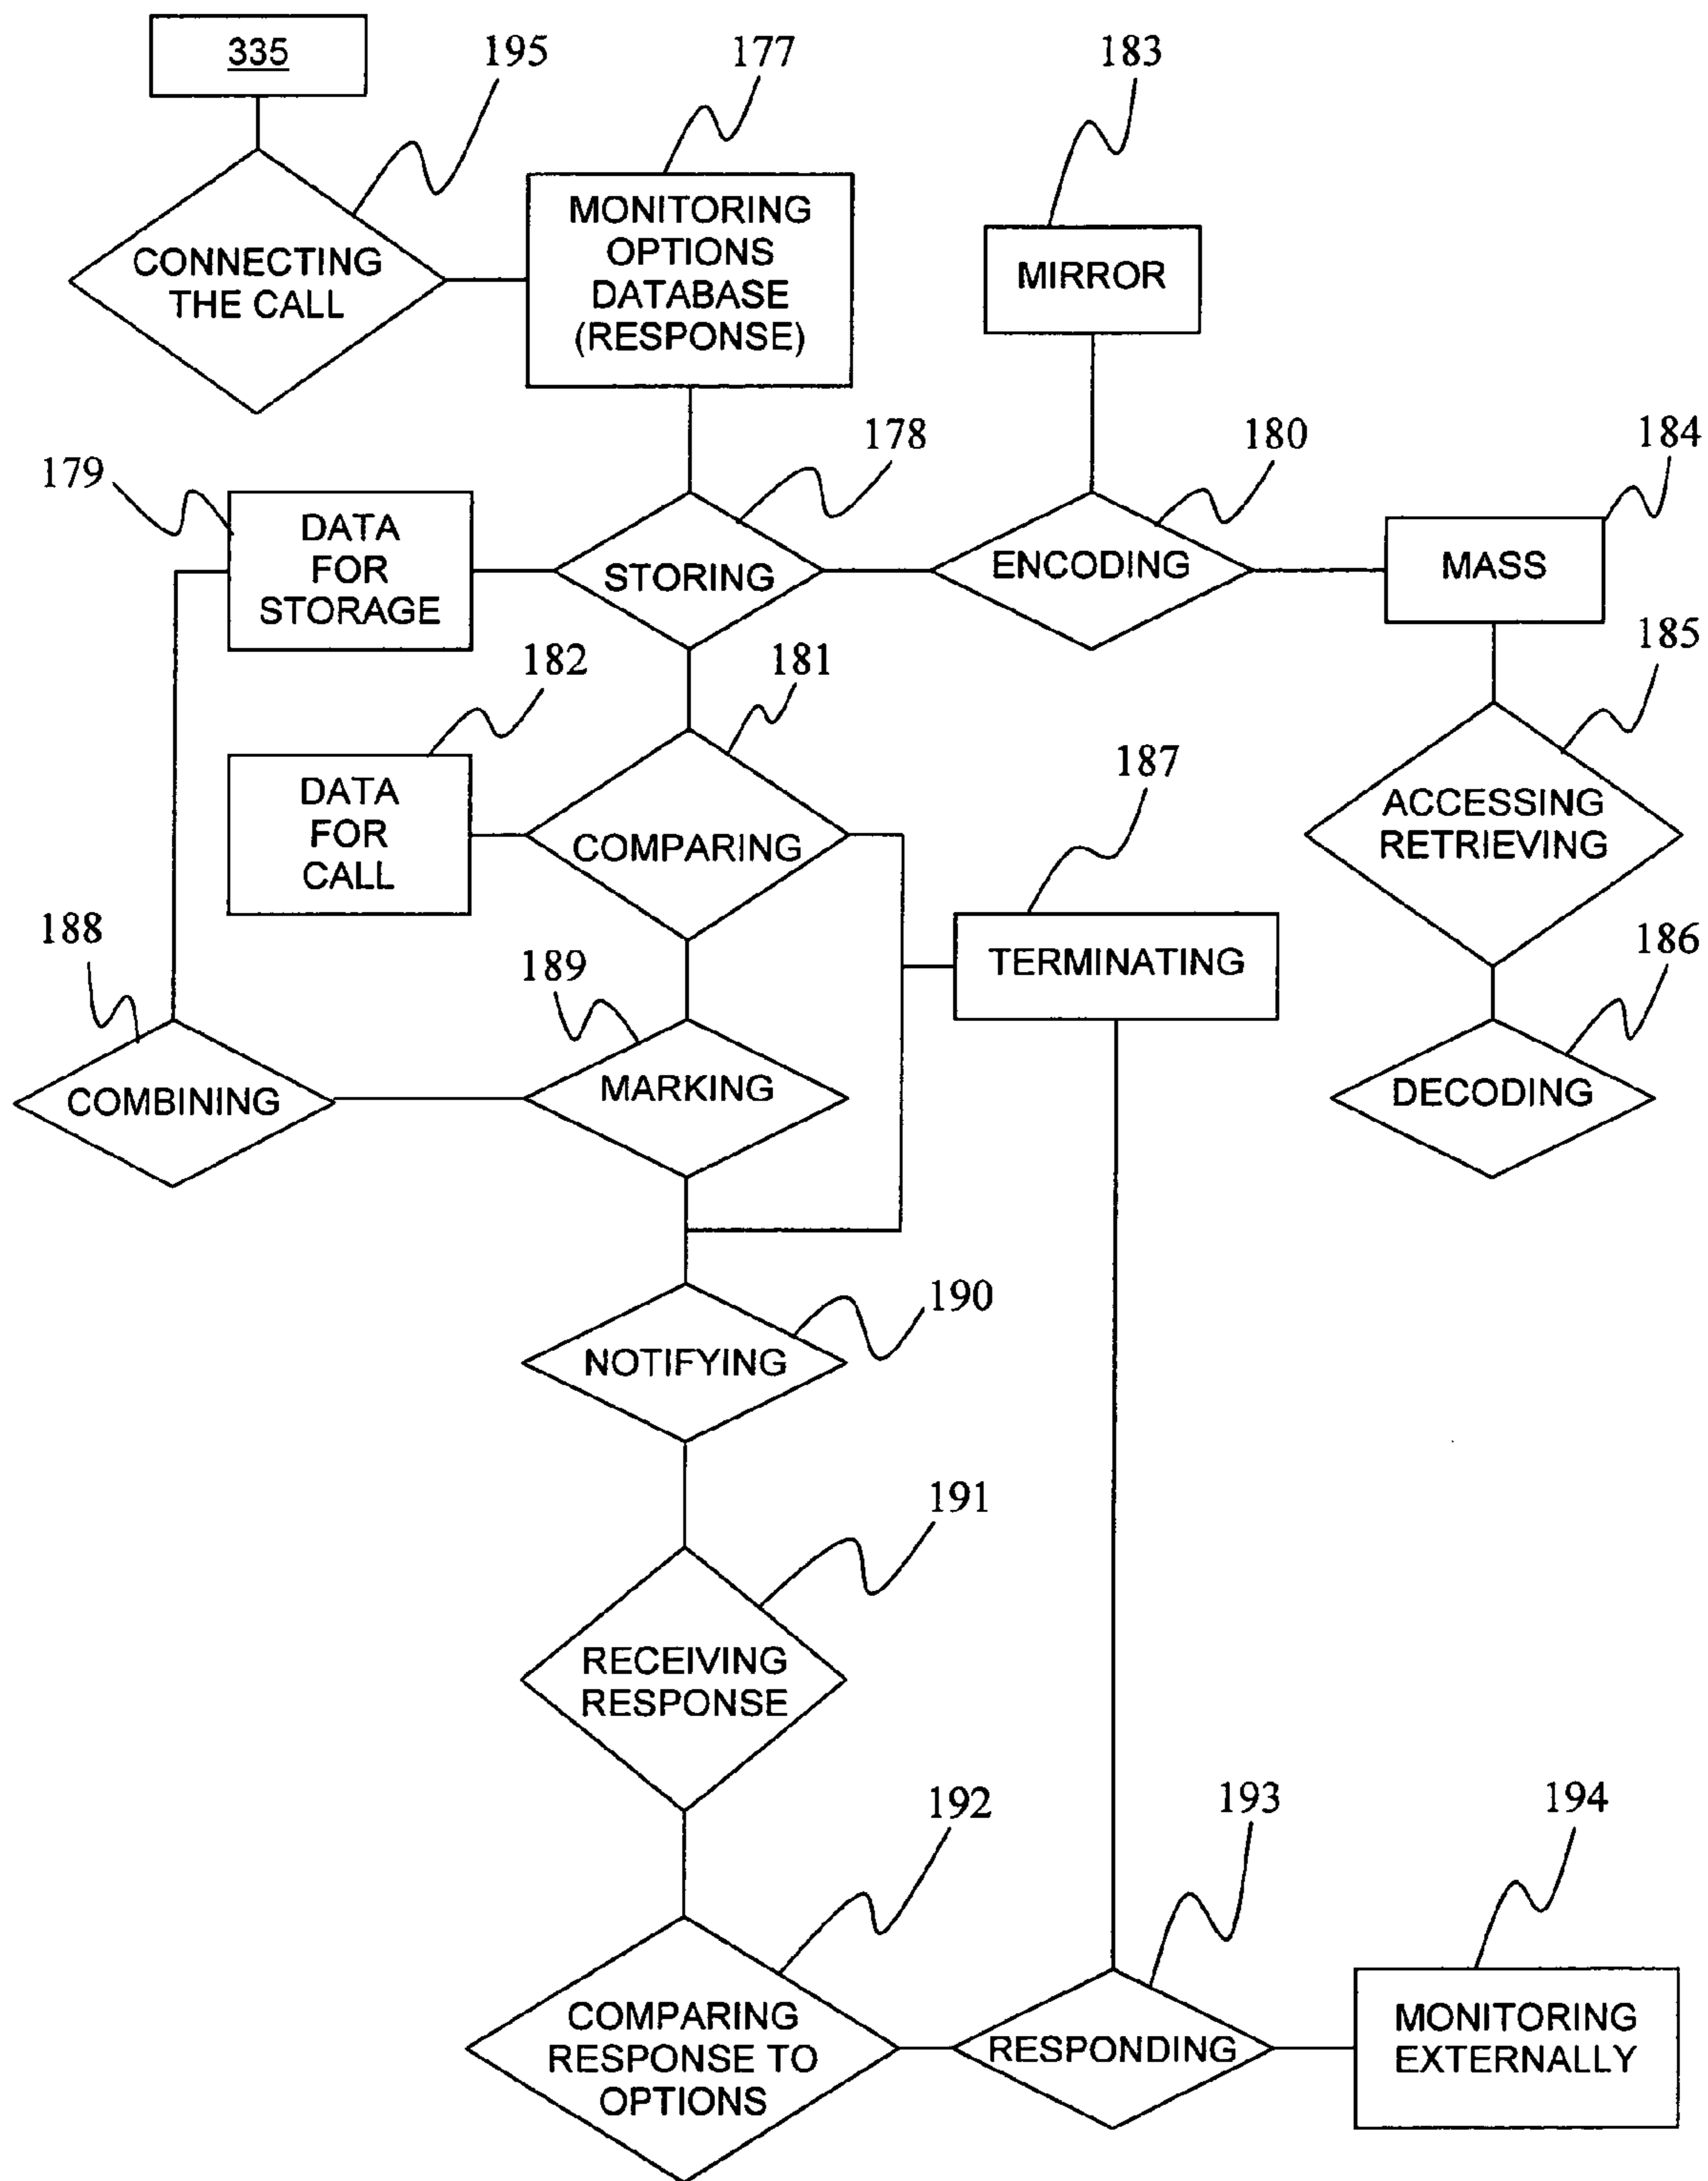 335
195
177
183
CONNECTING
THE CALL
MONITORING
OPTIONS
DATABASE
(RESPONSE)
MIRROR
179
178
180
184
DATA
FOR
STORAGE
STORING
ENCODING
MASS
182
181
185
DATA
FOR
CALL
COMPARING
187
ACCESSING
RETRIEVING
188
189
TERMINATING
186
COMBINING
MARKING
DECODING
190
NOTIFYING
191
RECEIVING
RESPONSE
192
193
194
COMPARING
RESPONSE TO
OPTIONS
RESPONDING
MONITORING
EXTERNALLY